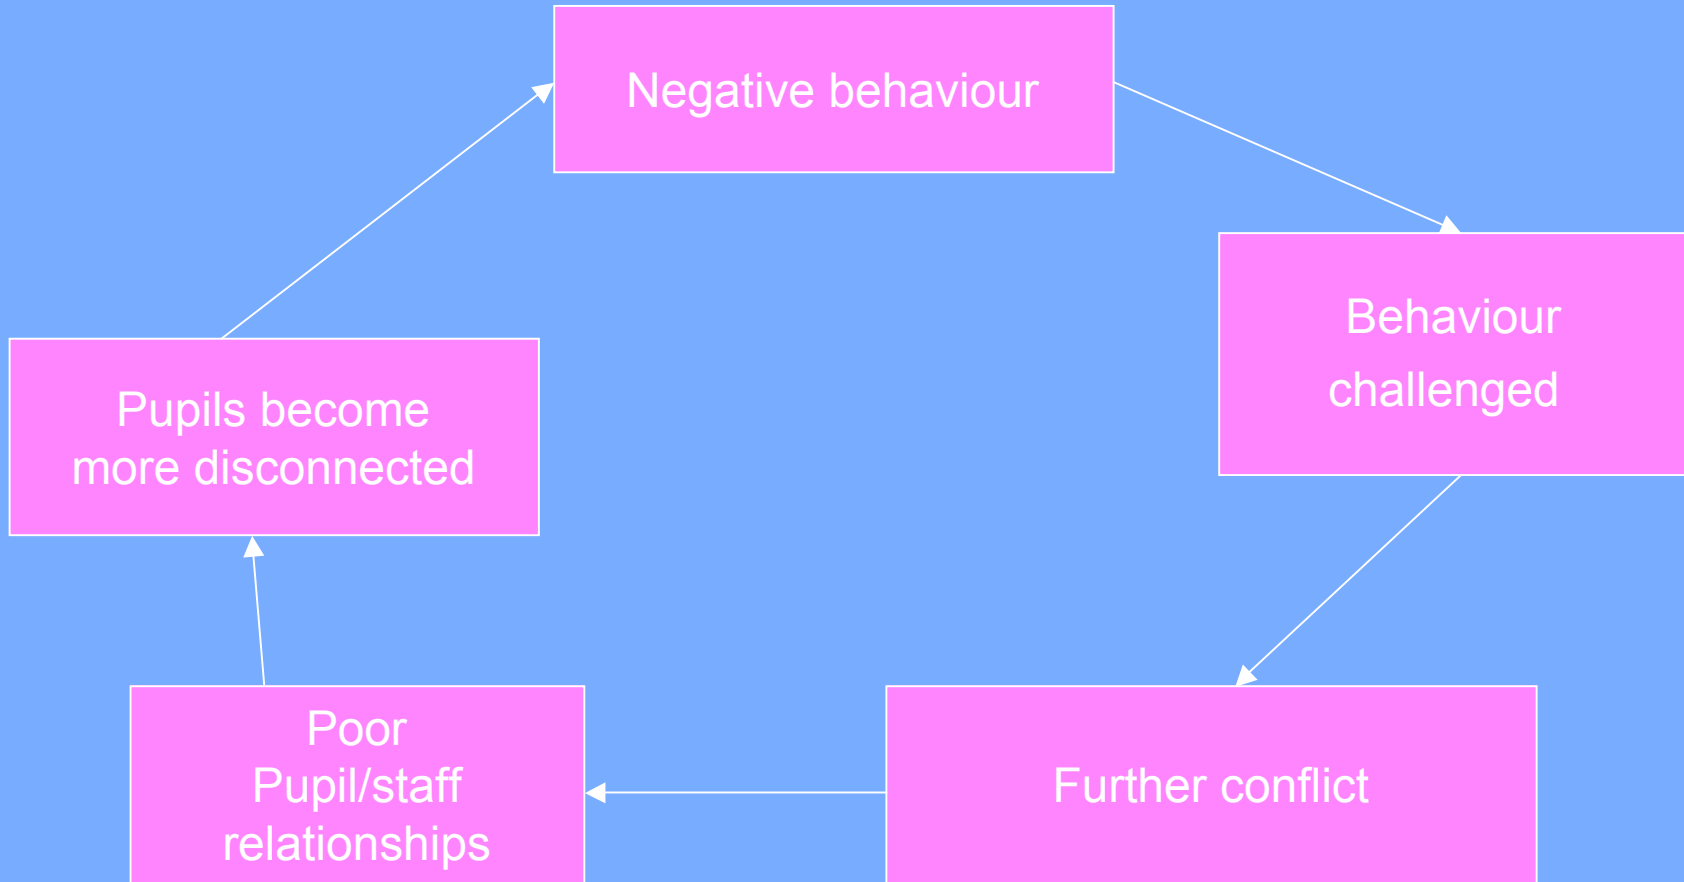 Negative behaviour
Behaviour
challenged
Further conflict
Poor
Pupil/staff
relationships
Pupils become
more disconnected